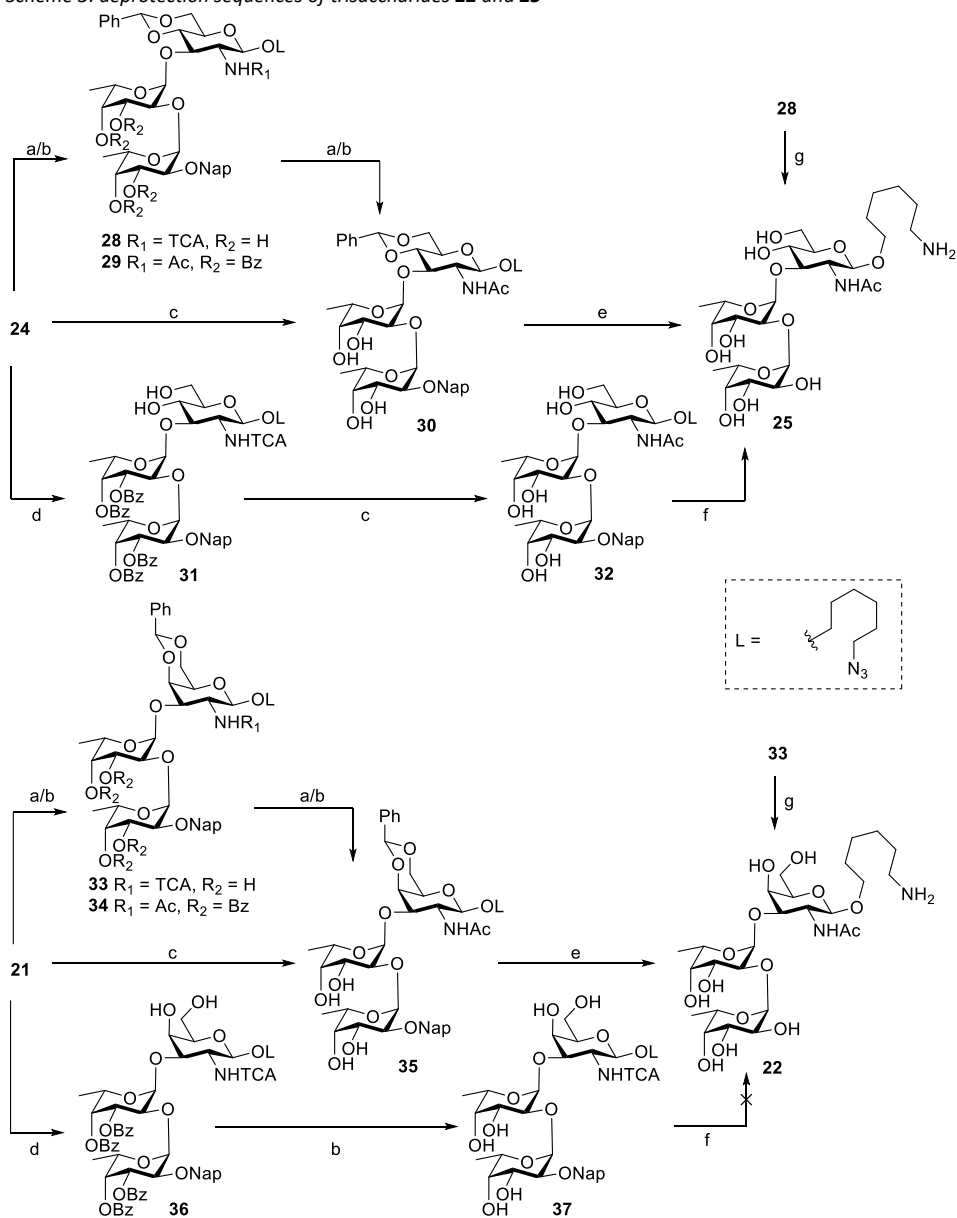 deprotection sequences of trisaccharides 22 and 25
Ph
O
O
O
OL
O
NHR1
O
O
OR2
OR2
O
ONap
OR2
OR2
28 R1 = TCA, R2 = H
29 R1 = Ac, R2 = Bz
a/b
a/b
28
g
Ph
O
O
O
OL
O
NHAc
O
O
OH
OH
O
ONap
OH
OH
30
24
c
e
HO
HO
O
O
NH2
O
NHAc
O
O
OH
OH
O
OH
OH
OH
25
d
HO
HO
O
OL
O
NHTCA
O
O
OBz
OBz
O
ONap
OBz
OBz
31
c
HO
HO
O
OL
O
NHAc
O
O
OH
OH
O
ONap
OH
OH
32
f
L =
N3
Ph
O
O
O
OL
O
NHR1
O
O
OR2
OR2
O
ONap
OR2
OR2
33 R1 = TCA, R2 = H
34 R1 = Ac, R2 = Bz
a/b
a/b
33
g
Ph
O
O
O
OL
O
NHAc
O
O
OH
OH
O
ONap
OH
OH
35
21
c
e
HO
OH
O
O
NH2
O
NHAc
O
O
OH
OH
O
OH
OH
OH
22
d
HO
OH
O
OL
O
NHTCA
O
O
OBz
OBz
O
ONap
OBz
OBz
36
b
HO
OH
O
OL
O
NHTCA
O
O
OH
OH
O
ONap
OH
OH
37
f